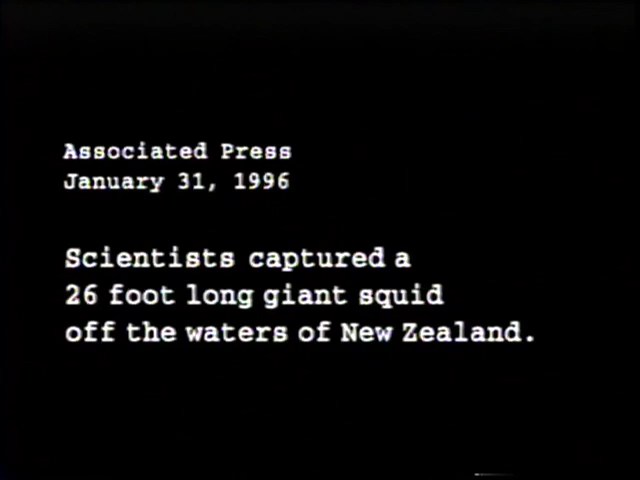 Associated Press
January 31, 1996
Scientists captured a
26 foot long giant squid
off the waters of New Zealand.